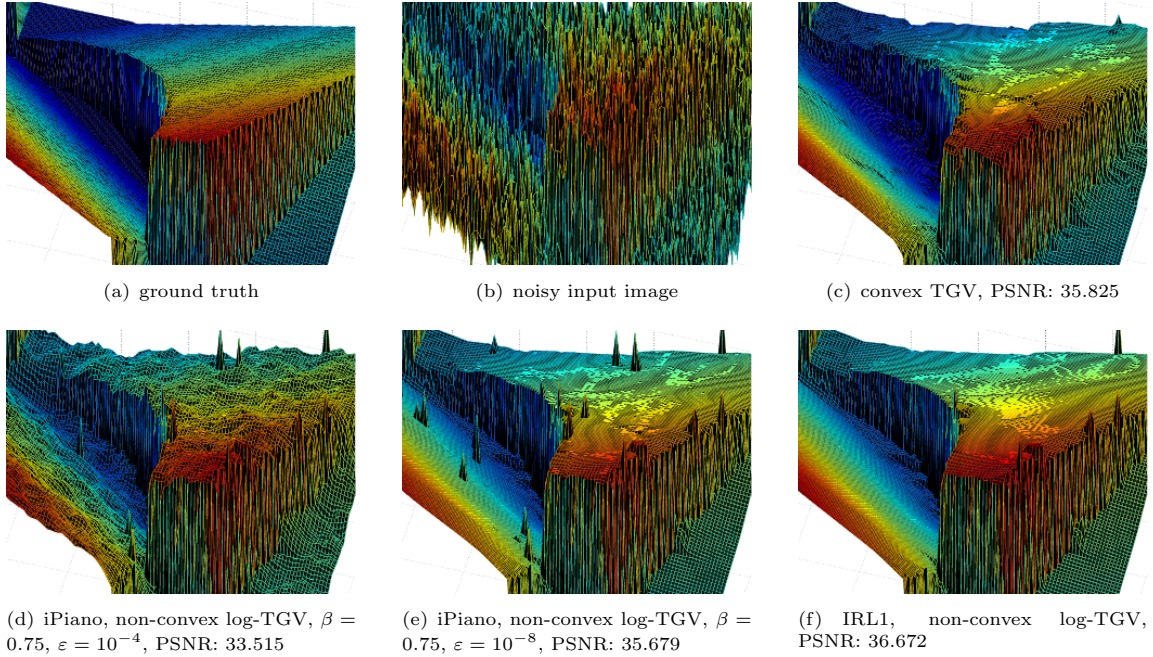 (a) ground truth
(b) noisy input image
(c) convex TGV, PSNR: 35.825
(d) iPiano, non-convex log-TGV, β =
0.75, ε = 10⁻⁴, PSNR: 33.515
(e) iPiano, non-convex log-TGV, β =
0.75, ε = 10⁻⁸, PSNR: 35.679
(f) IRL1, non-convex log-TGV,
PSNR: 36.672